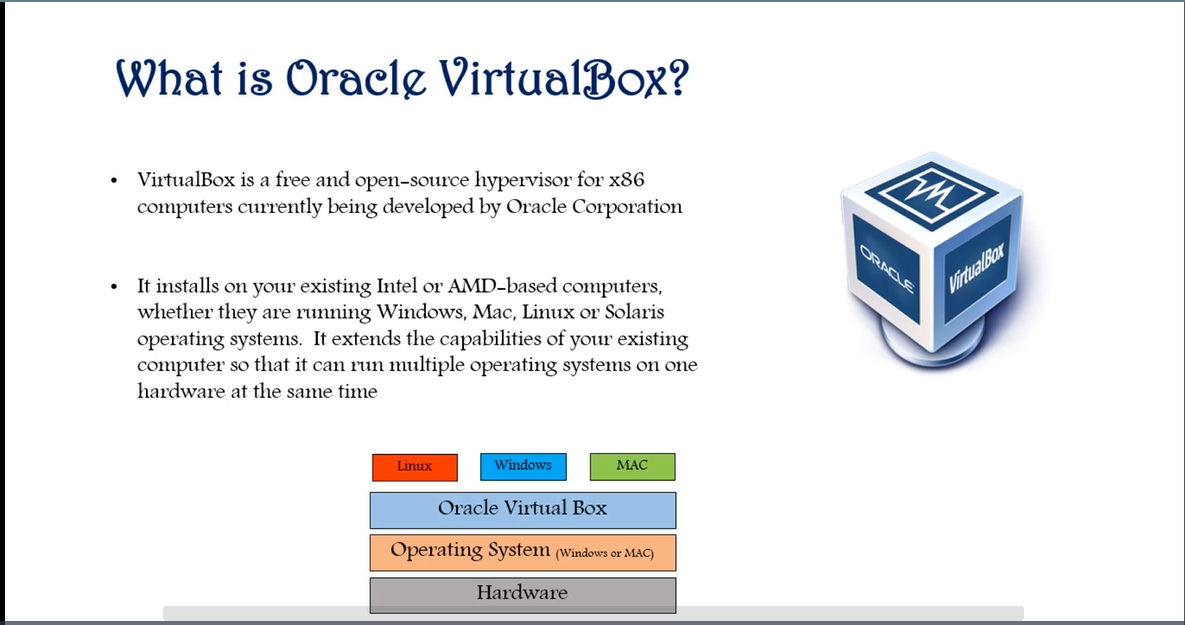 What is Oracle VirtualBox?
• VirtualBox is a free and open-source hypervisor for x86
computers currently being developed by Oracle Corporation
• It installs on your existing Intel or AMD-based computers,
whether they are running Windows, Mac, Linux or Solaris
operating systems.  It extends the capabilities of your existing
computer so that it can run multiple operating systems on one
hardware at the same time
ORACLE
VirtualBox
Linux
Windows
MAC
Oracle Virtual Box
Operating System (Windows or MAC)
Hardware